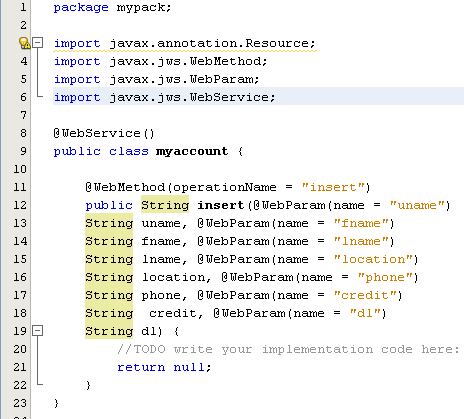 1 package mypack;
2
3 import javax.annotation.Resource;
4 import javax.jws.WebMethod;
5 import javax.jws.WebParam;
6 import javax.jws.WebService;
7
8 @WebService()
9 public class myaccount {
10
11 @WebMethod(operationName = "insert")
12 public String insert(@WebParam(name = "uname")
13 String uname, @WebParam(name = "fname")
14 String fname, @WebParam(name = "lname")
15 String lname, @WebParam(name = "location")
16 String location, @WebParam(name = "phone")
17 String phone, @WebParam(name = "credit")
18 String  credit, @WebParam(name = "dl")
19 String dl) {
20 //TODO write your implementation code here:
21 return null;
22 }
23 }